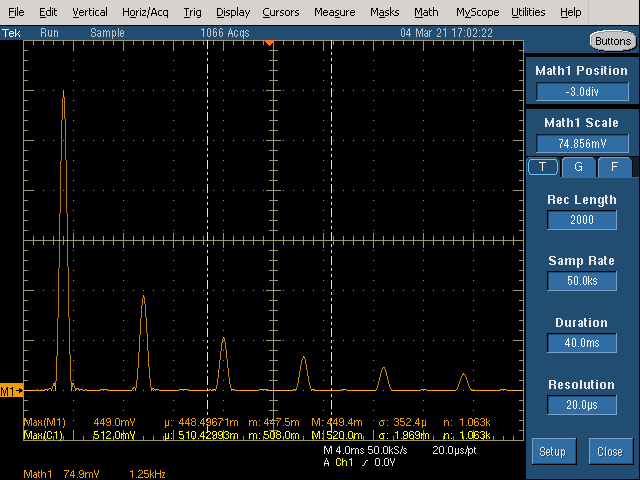 File Edit Vertical Horiz/Acq Trig Display Cursors Measure Masks Math MyScope Utilities Help
Tek Run Sample 1066 Acqs 04 Mar 21 17:02:22
Buttons
Math1 Position
-3.0div
Math1 Scale
74.856mV
T G F
Rec Length
2000
Samp Rate
50.0ks
Duration
40.0ms
Resolution
20.0µs
Setup Close
M1
Max(M1) 449.0mV µ: 448.49671m m: 447.5m M: 449.4m σ: 352.4µ n: 1.063k
Max(C1) 512.0mV µ: 510.42993m m: 508.0m M: 520.0m σ: 1.969m n: 1.063k
M 4.0ms 50.0kS/s 20.0µs/pt
A Ch1 ∕ 0.0V
Math1 74.9mV 1.25kHz